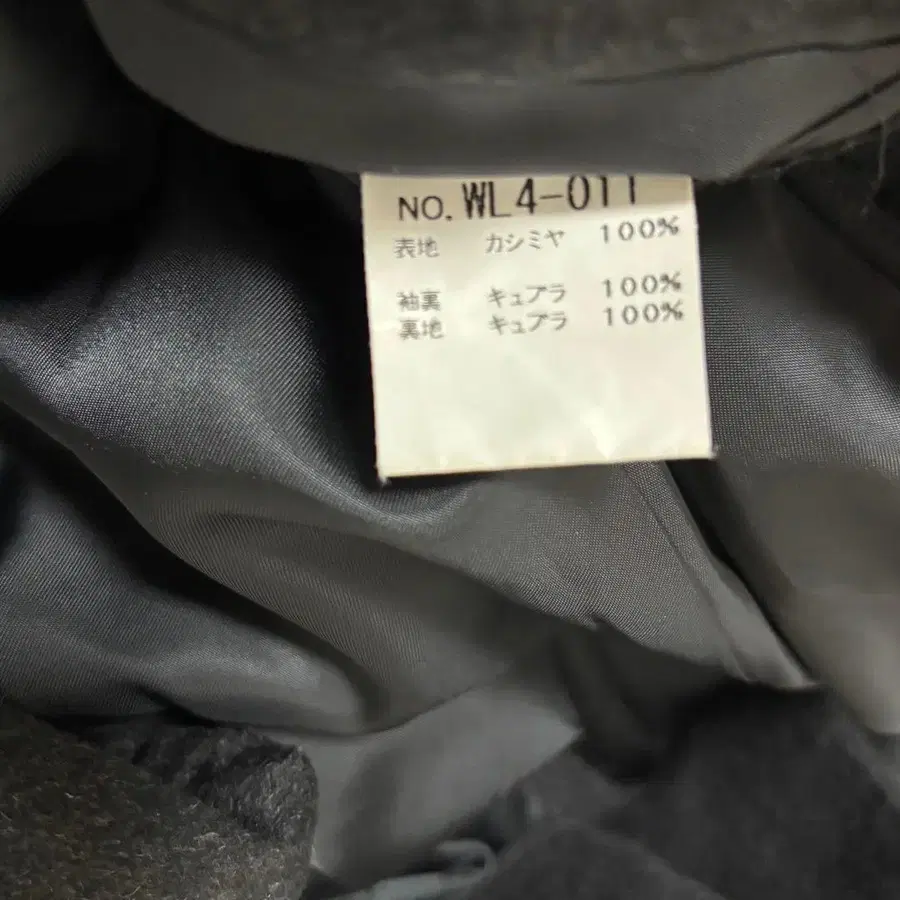 NO. WL4-011
表地 カシミヤ 100%
袖裏 キュプラ 100%
裏地 キュプラ 100%